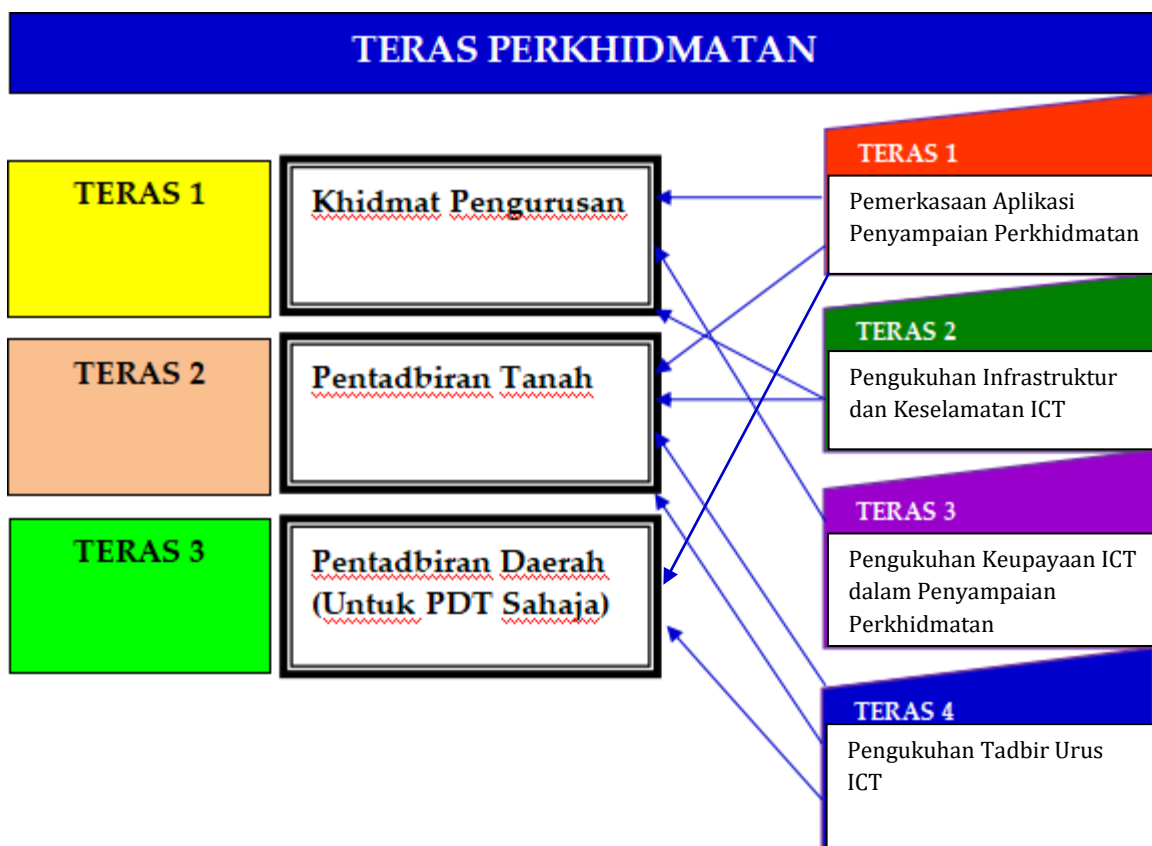 TERAS PERKHIDMATAN
TERAS 1
Khidmat Pengurusan
TERAS 2
Pentadbiran Tanah
TERAS 3
Pentadbiran Daerah
(Untuk PDT Sahaja)
TERAS 1
Pemerkasaan Aplikasi
Penyampaian Perkhidmatan
TERAS 2
Pengukuhan Infrastruktur
dan Keselamatan ICT
TERAS 3
Pengukuhan Keupayaan ICT
dalam Penyampaian
Perkhidmatan
TERAS 4
Pengukuhan Tadbir Urus
ICT